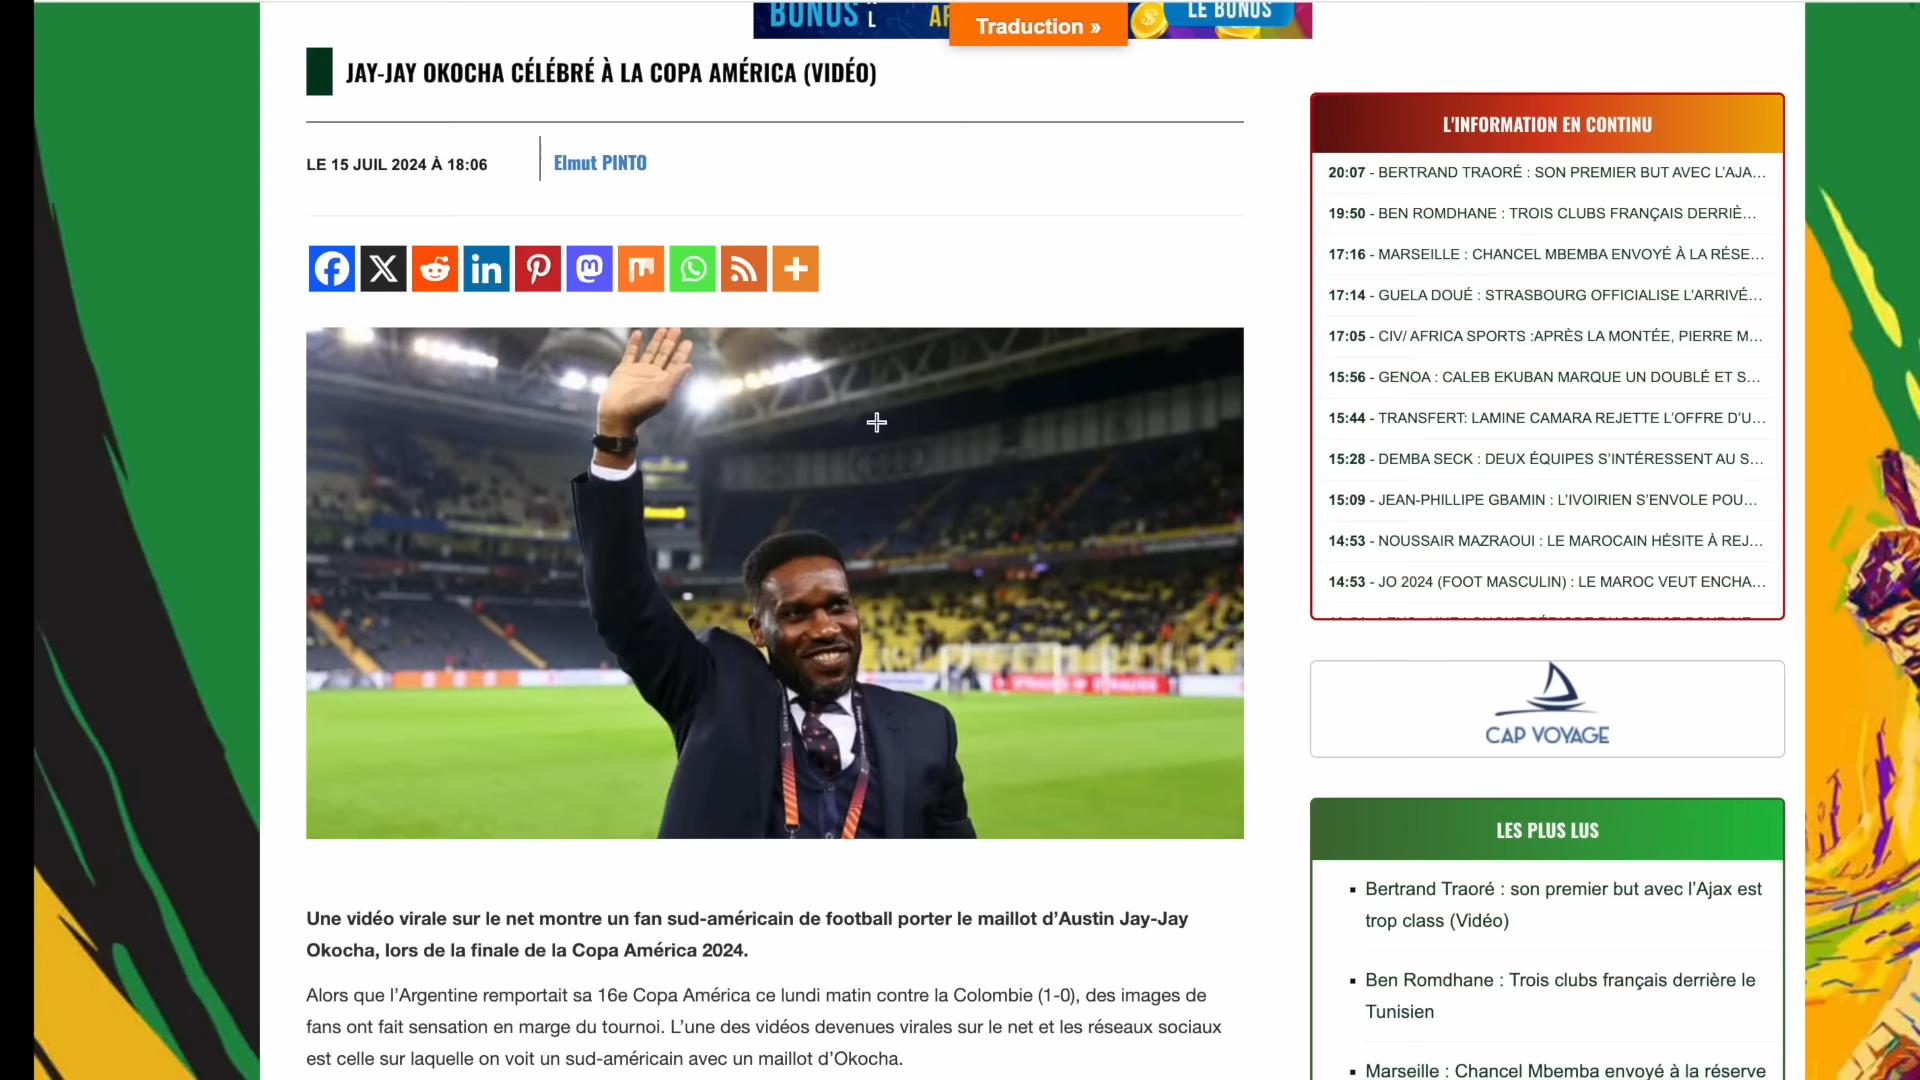 BONUS
L
LE BONUS
Traduction »
JAY-JAY OKOCHA CÉLÉBRÉ À LA COPA AMÉRICA (VIDÉO)
LE 15 JUIL 2024 À 18:06
Elmut PINTO
Une vidéo virale sur le net montre un fan sud-américain de football porter le maillot d’Austin Jay-Jay
Okocha, lors de la finale de la Copa América 2024.
Alors que l’Argentine remportait sa 16e Copa América ce lundi matin contre la Colombie (1-0), des images de
fans ont fait sensation en marge du tournoi. L’une des vidéos devenues virales sur le net et les réseaux sociaux
est celle sur laquelle on voit un sud-américain avec un maillot d’Okocha.
L'INFORMATION EN CONTINU
20:07 - BERTRAND TRAORÉ : SON PREMIER BUT AVEC L’AJA...
19:50 - BEN ROMDHANE : TROIS CLUBS FRANÇAIS DERRIÈ...
17:16 - MARSEILLE : CHANCEL MBEMBA ENVOYÉ À LA RÉSE...
17:14 - GUELA DOUÉ : STRASBOURG OFFICIALISE L’ARRIVÉ...
17:05 - CIV/ AFRICA SPORTS :APRÈS LA MONTÉE, PIERRE M...
15:56 - GENOA : CALEB EKUBAN MARQUE UN DOUBLÉ ET S...
15:44 - TRANSFERT: LAMINE CAMARA REJETTE L’OFFRE D’U...
15:28 - DEMBA SECK : DEUX ÉQUIPES S’INTÉRESSENT AU S...
15:09 - JEAN-PHILLIPE GBAMIN : L’IVOIRIEN S’ENVOLE POU...
14:53 - NOUSSAIR MAZRAOUI : LE MAROCAIN HÉSITE À REJ...
14:53 - JO 2024 (FOOT MASCULIN) : LE MAROC VEUT ENCHA...
CAP VOYAGE
LES PLUS LUS
Bertrand Traoré : son premier but avec l’Ajax est
trop class (Vidéo)
Ben Romdhane : Trois clubs français derrière le
Tunisien
Marseille : Chancel Mbemba envoyé à la réserve